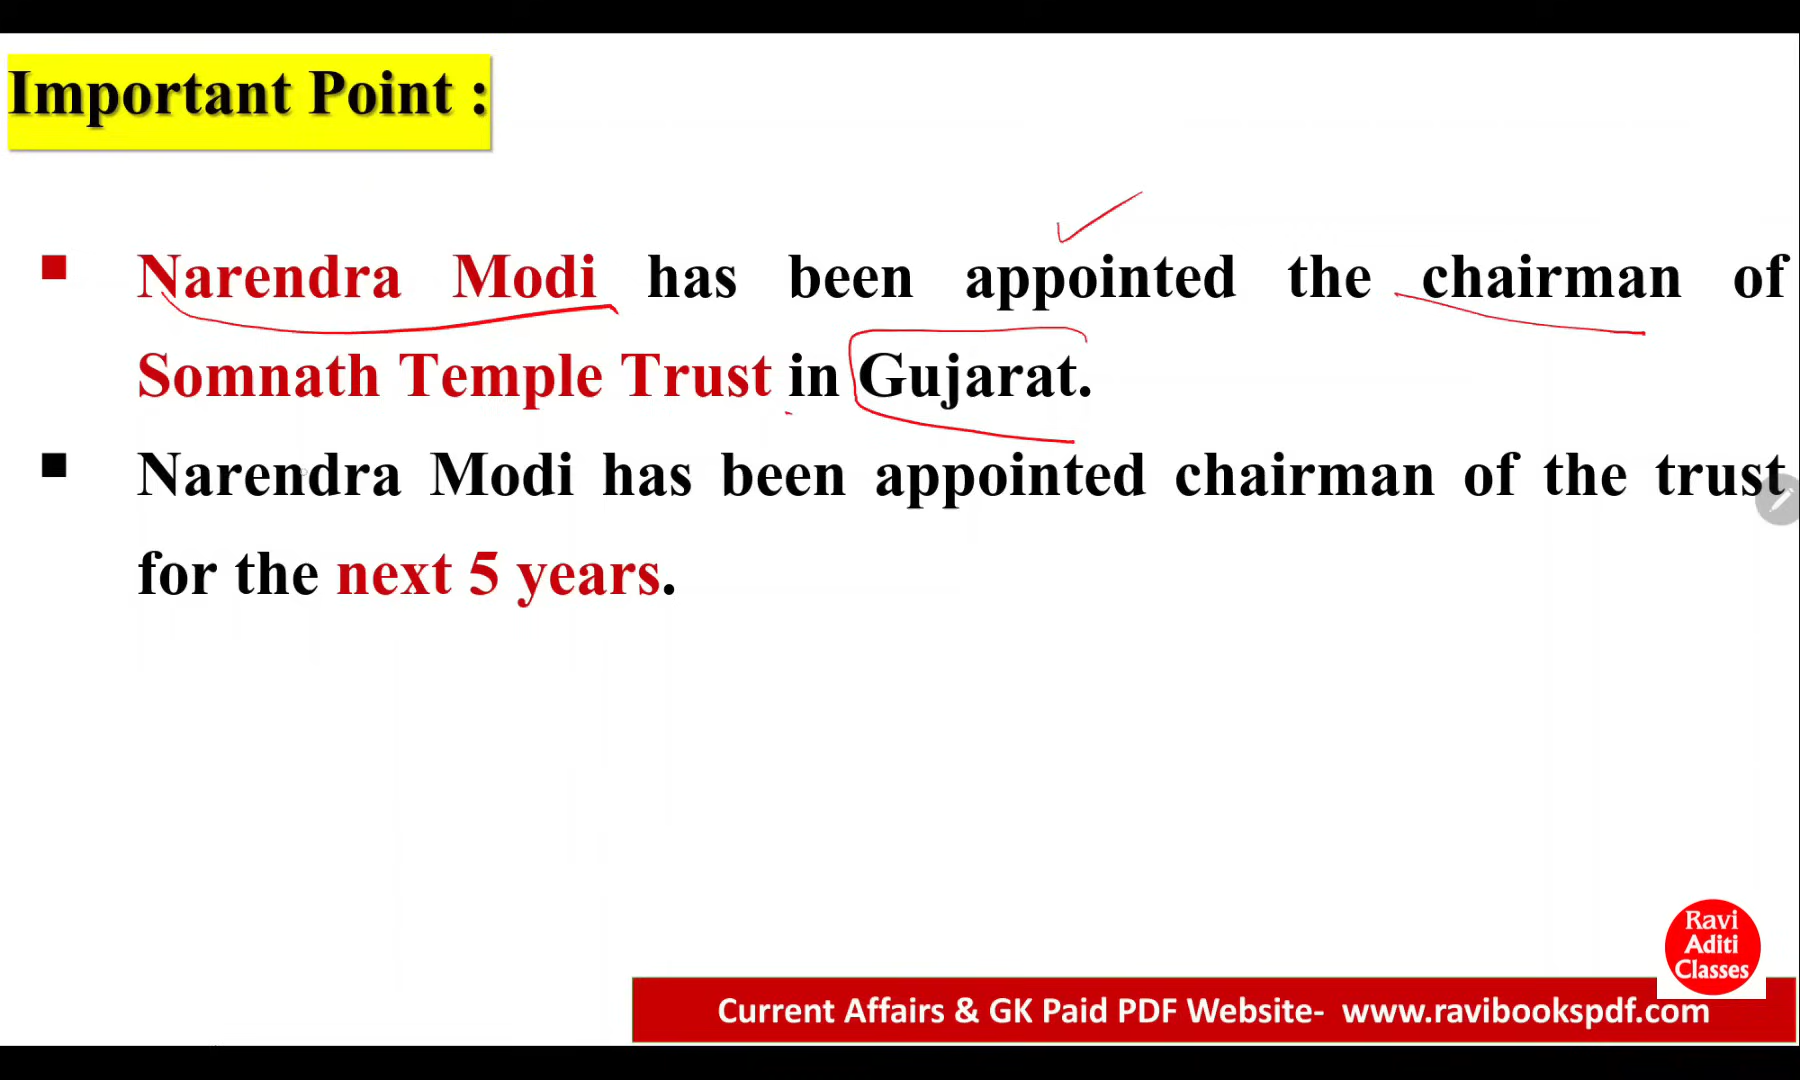 Important Point :
▪ Narendra Modi has been appointed the chairman of
Somnath Temple Trust in Gujarat.
▪ Narendra Modi has been appointed chairman of the trust
for the next 5 years.
Ravi
Aditi
Classes
Current Affairs & GK Paid PDF Website- www.ravibookspdf.com